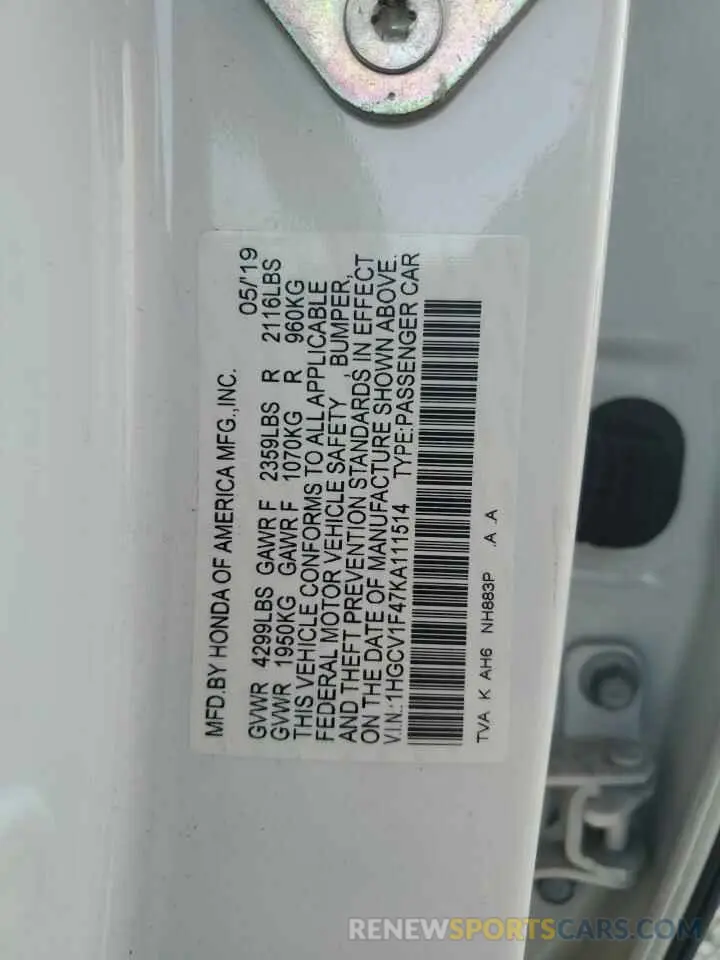 MFD.BY HONDA OF AMERICA MFG.,INC. 05/'19
GVWR 4299LBS GAWR F 2359LBS R 2116LBS
GVWR 1950KG GAWR F 1070KG R 960KG
THIS VEHICLE CONFORMS TO ALL APPLICABLE
FEDERAL MOTOR VEHICLE SAFETY , BUMPER,
AND THEFT PREVENTION STANDARDS IN EFFECT
ON THE DATE OF MANUFACTURE SHOWN ABOVE.
V.I.N.:1HGCV1F47KA111514 TYPE:PASSENGER CAR
TVA K AH6 NH883P .A .A
RENEWSPORTSCARS.COM